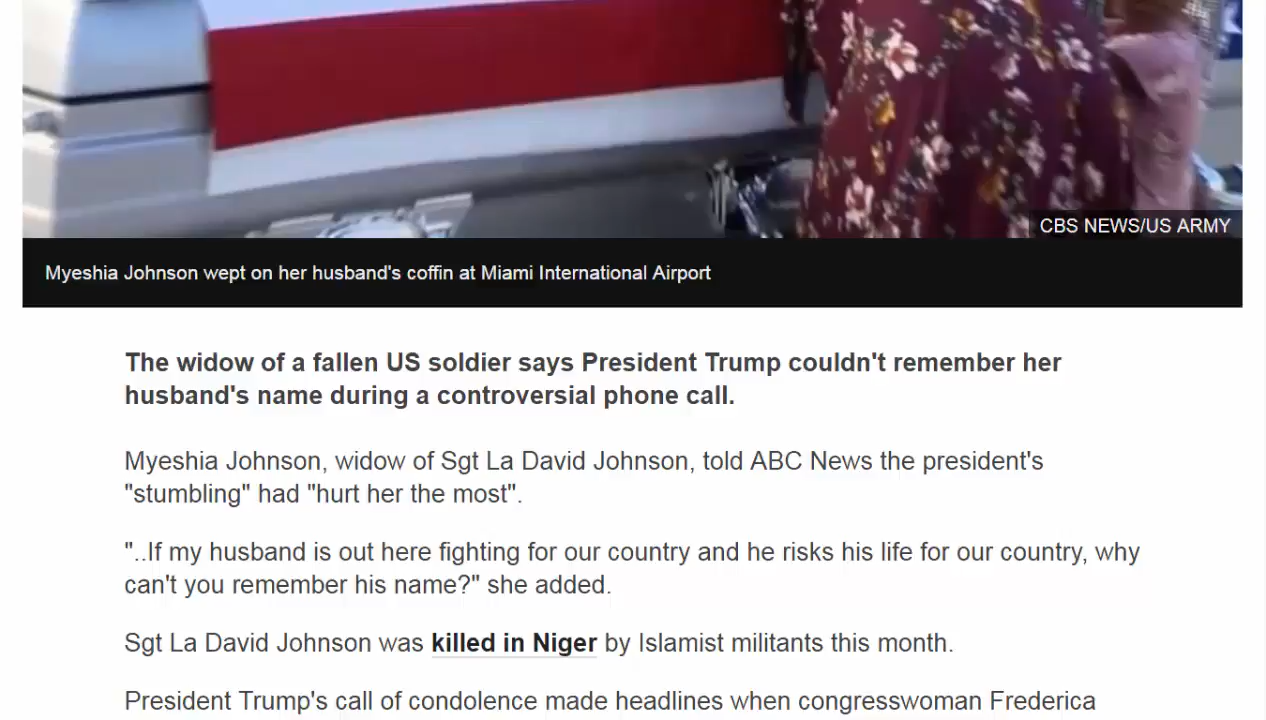 CBS NEWS/US ARMY
Myeshia Johnson wept on her husband's coffin at Miami International Airport
The widow of a fallen US soldier says President Trump couldn't remember her
husband's name during a controversial phone call.
Myeshia Johnson, widow of Sgt La David Johnson, told ABC News the president's
"stumbling" had "hurt her the most".
"..If my husband is out here fighting for our country and he risks his life for our country, why
can't you remember his name?" she added.
Sgt La David Johnson was killed in Niger by Islamist militants this month.
President Trump's call of condolence made headlines when congresswoman Frederica